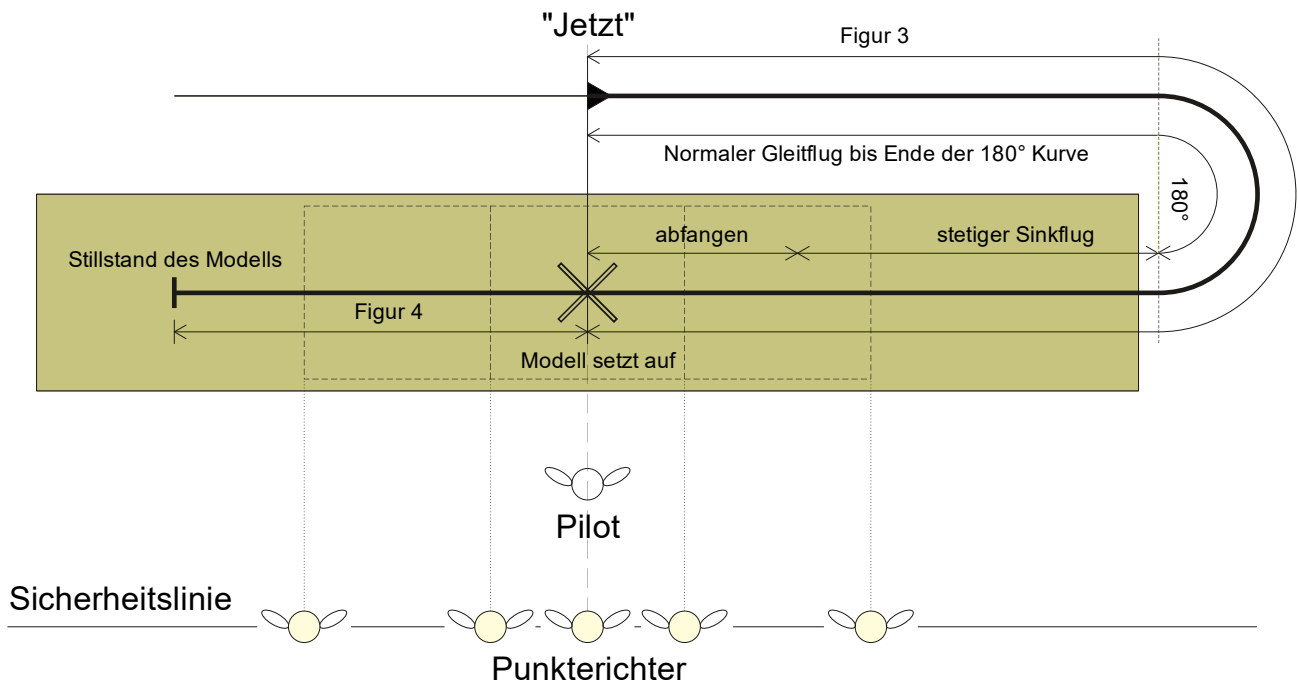 "Jetzt"
Figur 3
Normaler Gleitflug bis Ende der 180° Kurve
180°
abfangen
stetiger Sinkflug
Stillstand des Modells
Figur 4
Modell setzt auf
Pilot
Sicherheitslinie
Punkterichter